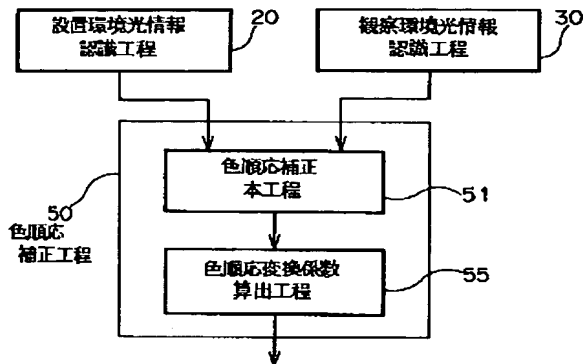 設置環境光情報
認識工程
20
観察環境光情報
認識工程
30
色順応補正
本工程
51
50
色順応
補正工程
色順応変換係数
算出工程
55